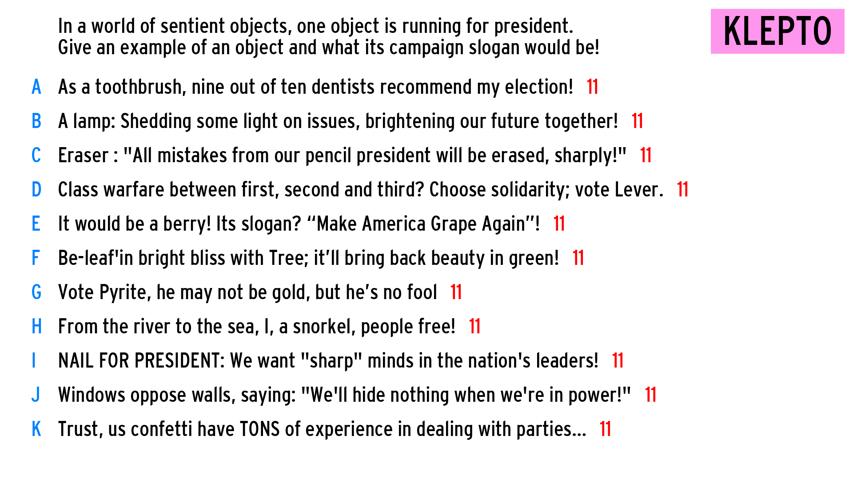 In a world of sentient objects, one object is running for president.
Give an example of an object and what its campaign slogan would be!
KLEPTO
A As a toothbrush, nine out of ten dentists recommend my election! 11
B A lamp: Shedding some light on issues, brightening our future together! 11
C Eraser : "All mistakes from our pencil president will be erased, sharply!" 11
D Class warfare between first, second and third? Choose solidarity; vote Lever. 11
E It would be a berry! Its slogan? “Make America Grape Again”! 11
F Be-leaf'in bright bliss with Tree; it’ll bring back beauty in green! 11
G Vote Pyrite, he may not be gold, but he’s no fool 11
H From the river to the sea, I, a snorkel, people free! 11
I NAIL FOR PRESIDENT: We want "sharp" minds in the nation's leaders! 11
J Windows oppose walls, saying: "We'll hide nothing when we're in power!" 11
K Trust, us confetti have TONS of experience in dealing with parties... 11